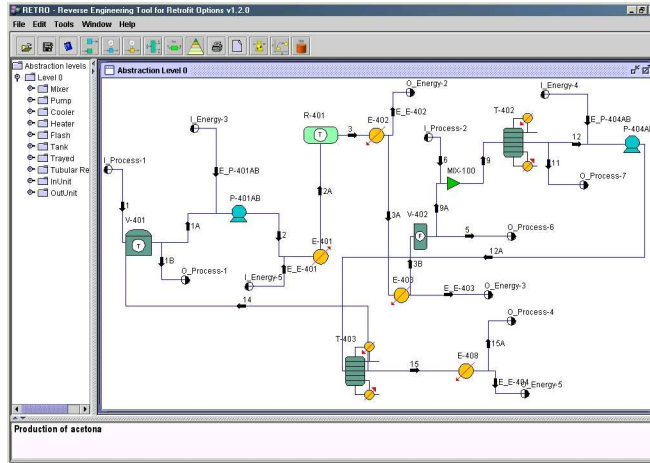 RETRO - Reverse Engineering Tool for Retrofit Options v1.2.0
File Edit Tools Window Help
Abstraction levels
Level 0
Mixer
Pump
Cooler
Heater
Flash
Tank
Trayed
Tubular Re
InUnit
OutUnit
Abstraction Level 0
O_Energy-2
I_Energy-4
T-402
R-401
E-402
E_E-402
E_P-404AB
I_Energy-3
I_Process-2
3
12
P-404AB
I_Process-1
6
MIX-100
9
11
E_P-401AB
O_Process-7
2A
P-401AB
1
3A
V-402
9A
V-401
1A
2
5
O_Process-6
E-401
12A
1B
3B
O_Process-1
I_Energy-5
E_E-401
E-403
E_E-403
O_Energy-3
14
O_Process-4
T-403
15A
15
E-408
E_E-404
O_Energy-5
Production of acetona